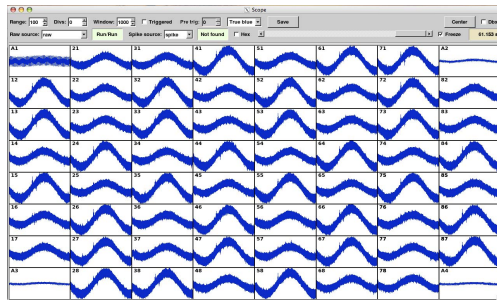 Scope
Range: 100 Divs: 0 Window: 1000 Triggered Pre trig: 0 True blue Save Center
Raw source: raw Run/Run Spike source: spike Not found Hex Freeze
A1 21 31 41 51 61 71 A2
12 22 32 42 52 62 72 82
13 23 33 43 53 63 73 83
14 24 34 44 54 64 74 84
15 25 35 45 55 65 75 85
16 26 36 46 56 66 76 86
17 27 37 47 57 67 77 87
A3 28 38 48 58 68 78 A4